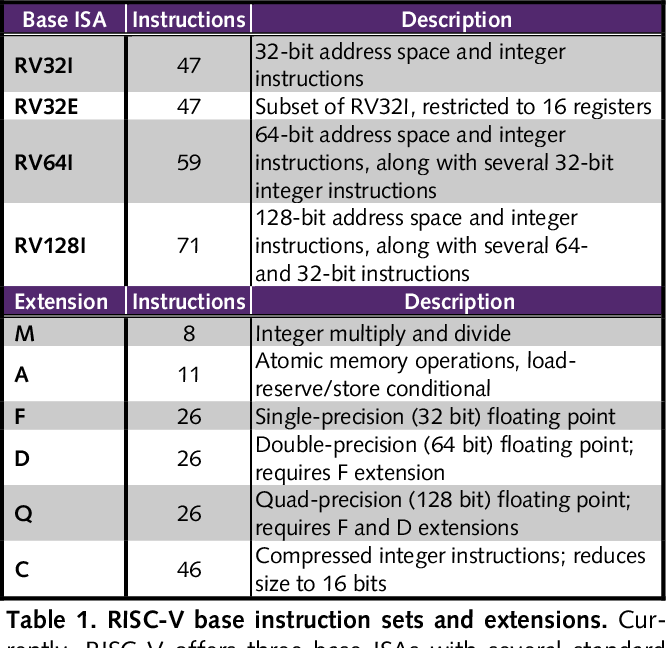 Base ISA Instructions Description
RV32I 47 32-bit address space and integer
instructions
RV32E 47 Subset of RV32I, restricted to 16 registers
RV64I 59 64-bit address space and integer
instructions, along with several 32-bit
integer instructions
RV128I 71 128-bit address space and integer
instructions, along with several 64-
and 32-bit instructions
Extension Instructions Description
M 8 Integer multiply and divide
A 11 Atomic memory operations, load-
reserve/store conditional
F 26 Single-precision (32 bit) floating point
D 26 Double-precision (64 bit) floating point;
requires F extension
Q 26 Quad-precision (128 bit) floating point;
requires F and D extensions
C 46 Compressed integer instructions; reduces
size to 16 bits
Table 1. RISC-V base instruction sets and extensions. Cur-
rently, RISC-V offers three base ISAs with several standard